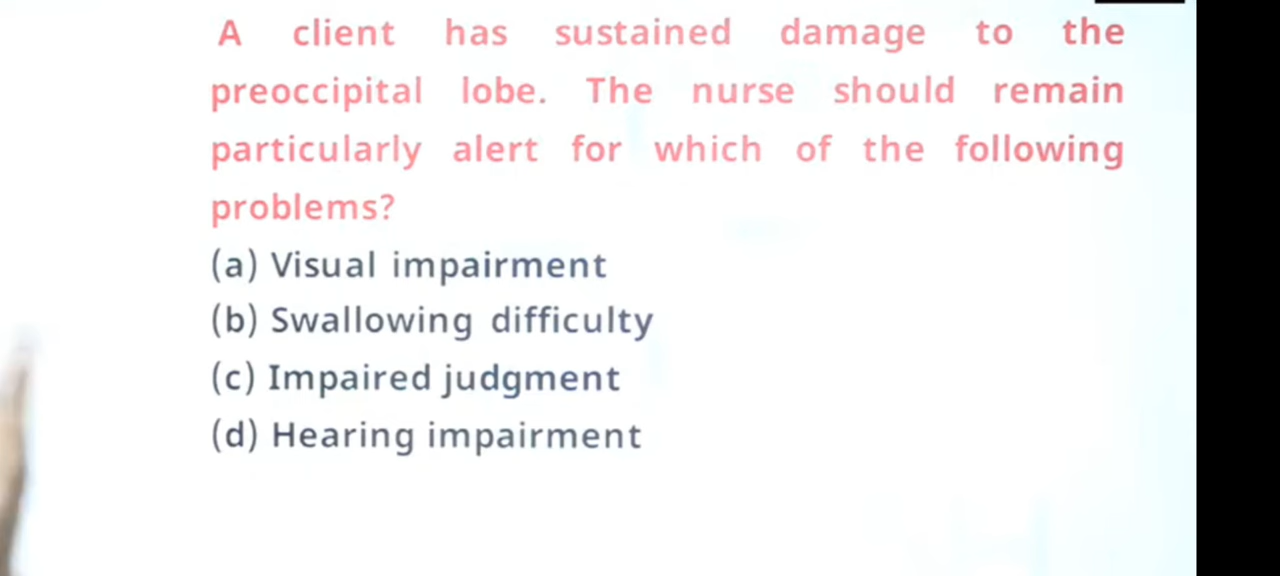 A client has sustained damage to the
preoccipital lobe. The nurse should remain
particularly alert for which of the following
problems?
(a) Visual impairment
(b) Swallowing difficulty
(c) Impaired judgment
(d) Hearing impairment